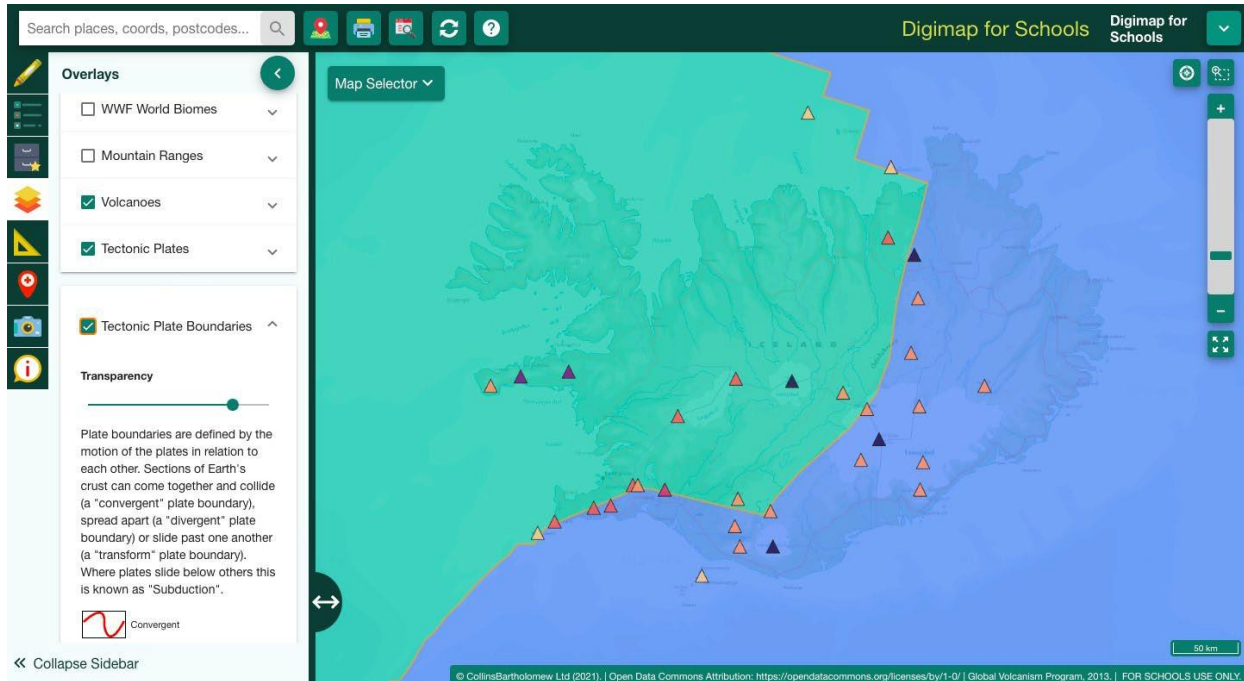 Search places, coords, postcodes...
Digimap for Schools
Digimap for
Schools
Overlays
WWF World Biomes
Mountain Ranges
Volcanoes
Tectonic Plates
Tectonic Plate Boundaries
Transparency
Plate boundaries are defined by the
motion of the plates in relation to
each other. Sections of Earth's
crust can come together and collide
(a "convergent" plate boundary),
spread apart (a "divergent" plate
boundary) or slide past one another
(a "transform" plate boundary).
Where plates slide below others this
is known as "Subduction".
Convergent
Collapse Sidebar
Map Selector
ICELAND
50 km
© CollinsBartholomew Ltd (2021). | Open Data Commons Attribution: https://opendatacommons.org/licenses/by/1-0/ | Global Volcanism Program, 2013. | FOR SCHOOLS USE ONLY.